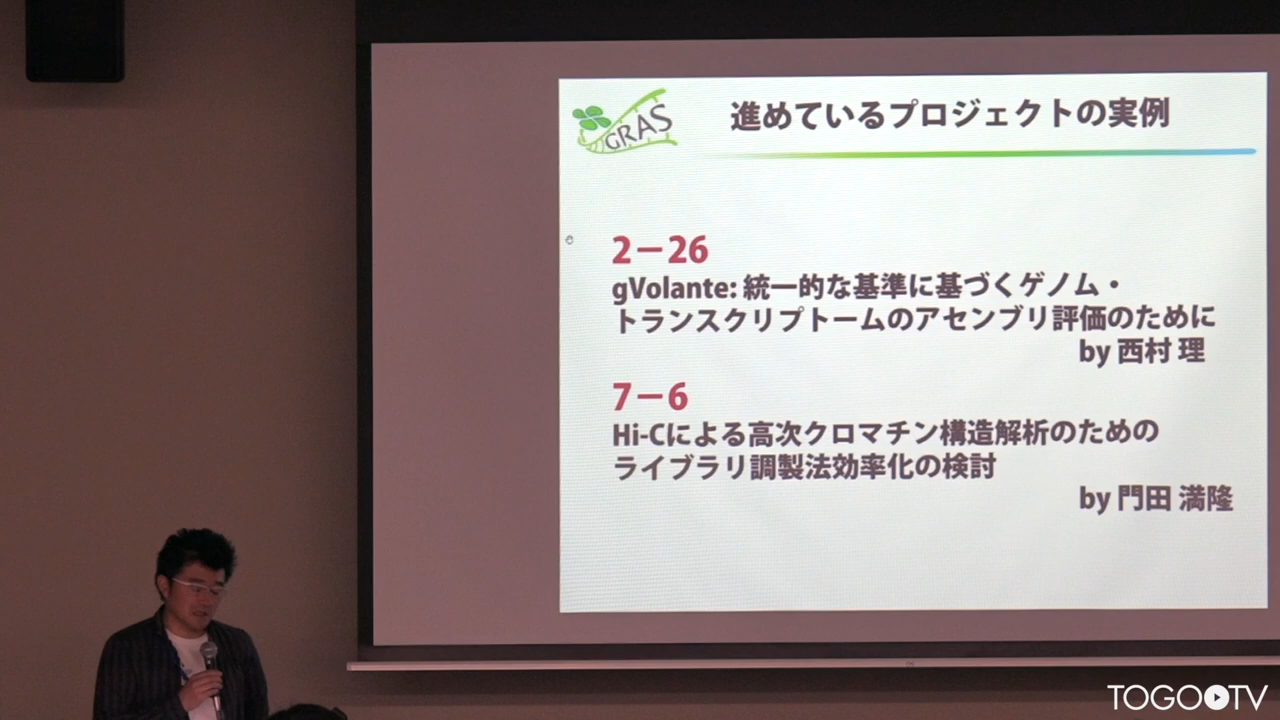 GRAS
進めているプロジェクトの実例
2－26
gVolante: 統一的な基準に基づくゲノム・
トランスクリプトームのアセンブリ評価のために
by 西村 理
7－6
Hi-Cによる高次クロマチン構造解析のための
ライブラリ調製法効率化の検討
by 門田 満隆
TOGOTV